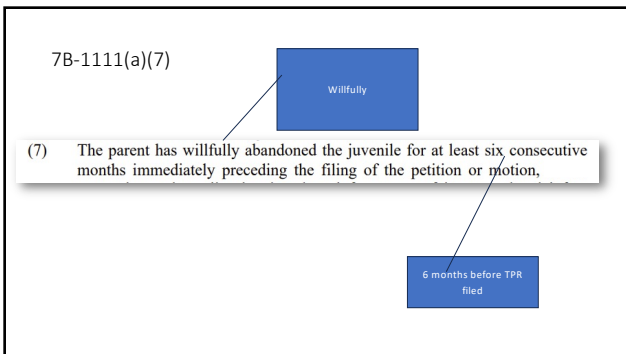 7B-1111(a)(7)
Willfully
(7) The parent has willfully abandoned the juvenile for at least six consecutive
months immediately preceding the filing of the petition or motion,
6 months before TPR
filed